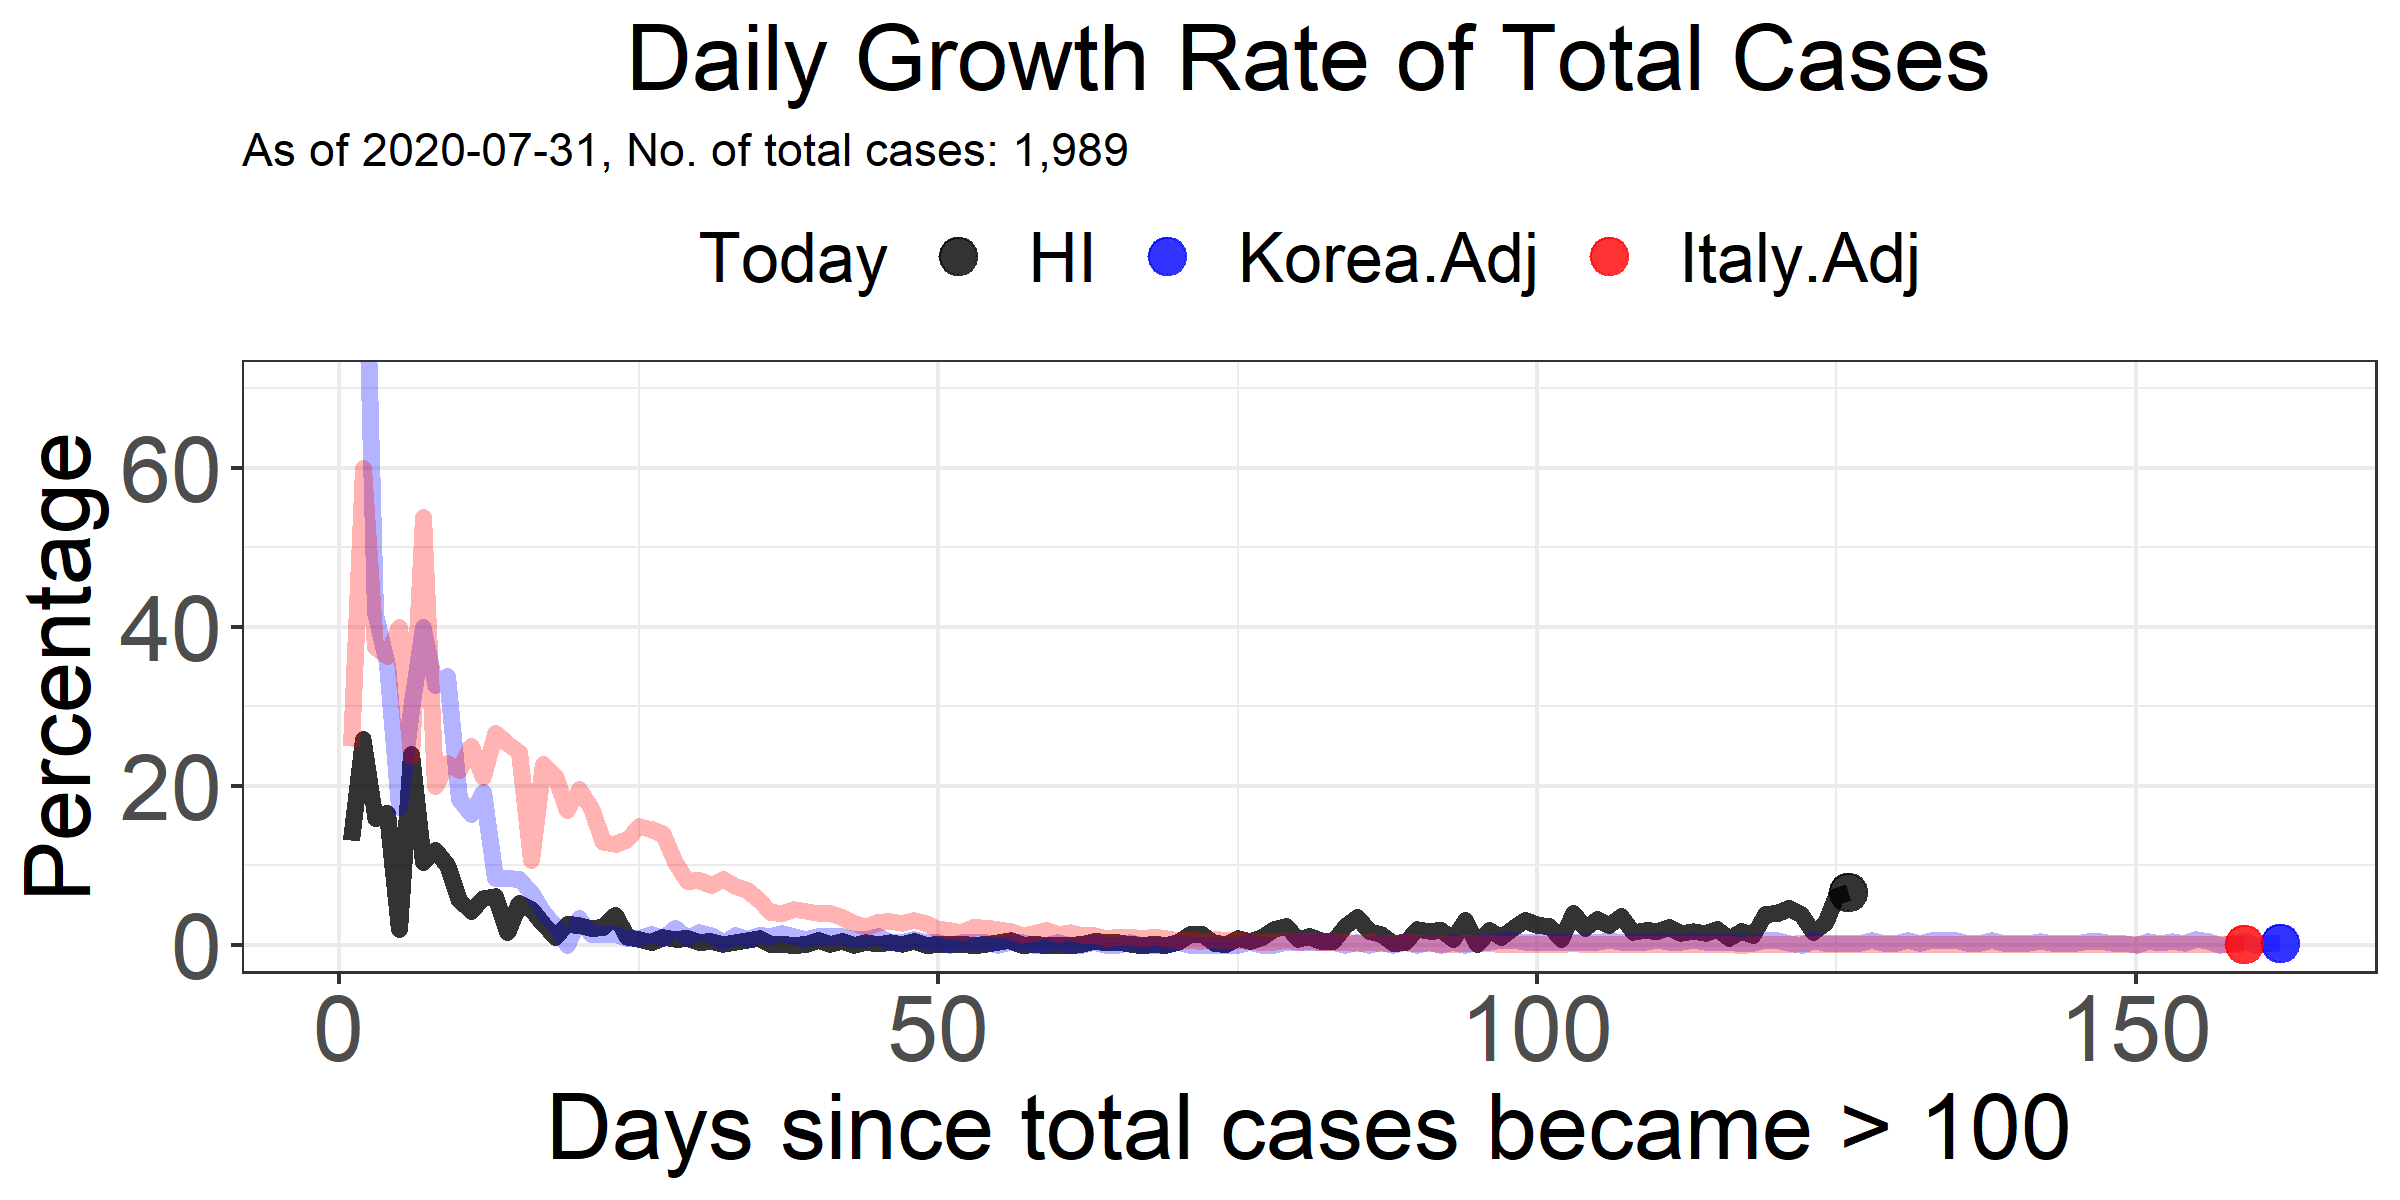 Daily Growth Rate of Total Cases
As of 2020-07-31, No. of total cases: 1,989
Today HI Korea.Adj Italy.Adj
Percentage
60
40
20
0
0 50 100 150
Days since total cases became > 100